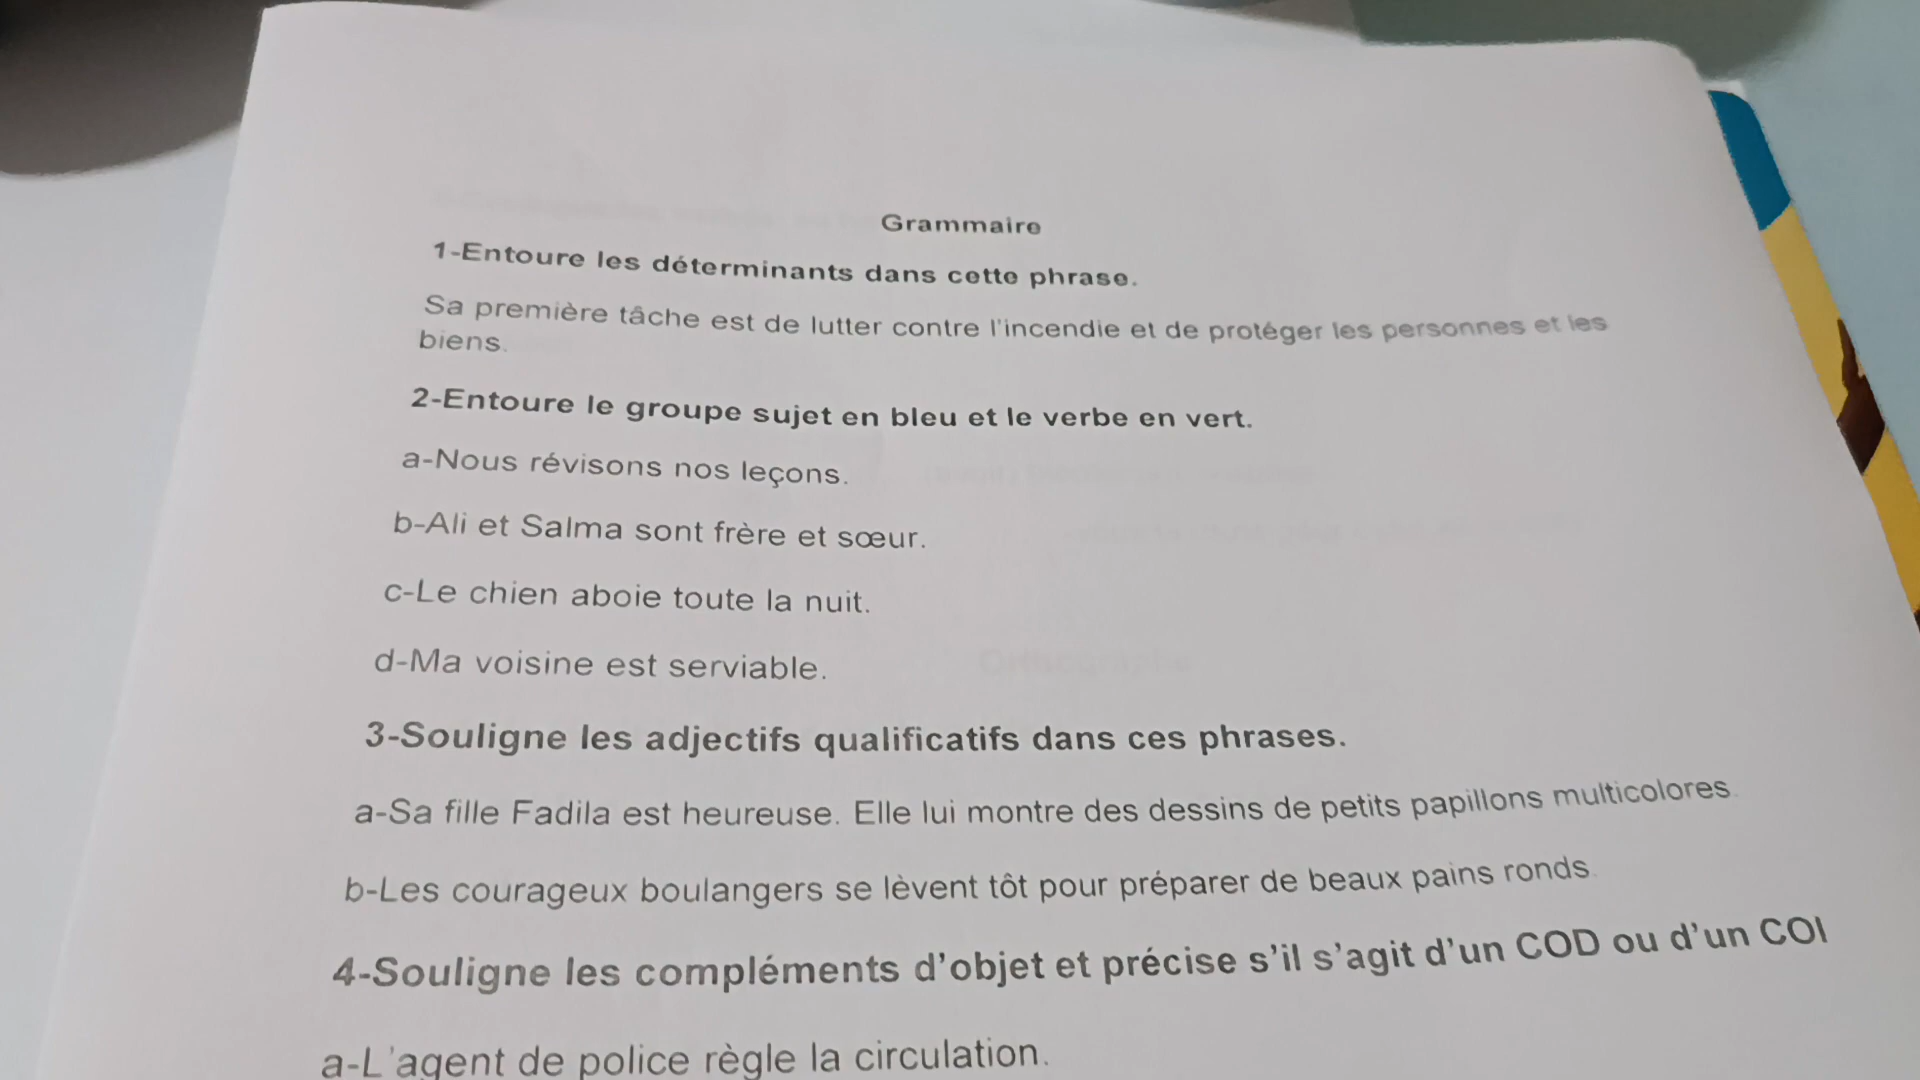 Grammaire
1-Entoure les déterminants dans cette phrase.
Sa première tâche est de lutter contre l'incendie et de protéger les personnes et les
biens.
2-Entoure le groupe sujet en bleu et le verbe en vert.
a-Nous révisons nos leçons.
b-Ali et Salma sont frère et sœur.
c-Le chien aboie toute la nuit.
d-Ma voisine est serviable.
3-Souligne les adjectifs qualificatifs dans ces phrases.
a-Sa fille Fadila est heureuse. Elle lui montre des dessins de petits papillons multicolores.
b-Les courageux boulangers se lèvent tôt pour préparer de beaux pains ronds.
4-Souligne les compléments d'objet et précise s'il s'agit d'un COD ou d'un COI
a-L'agent de police règle la circulation.